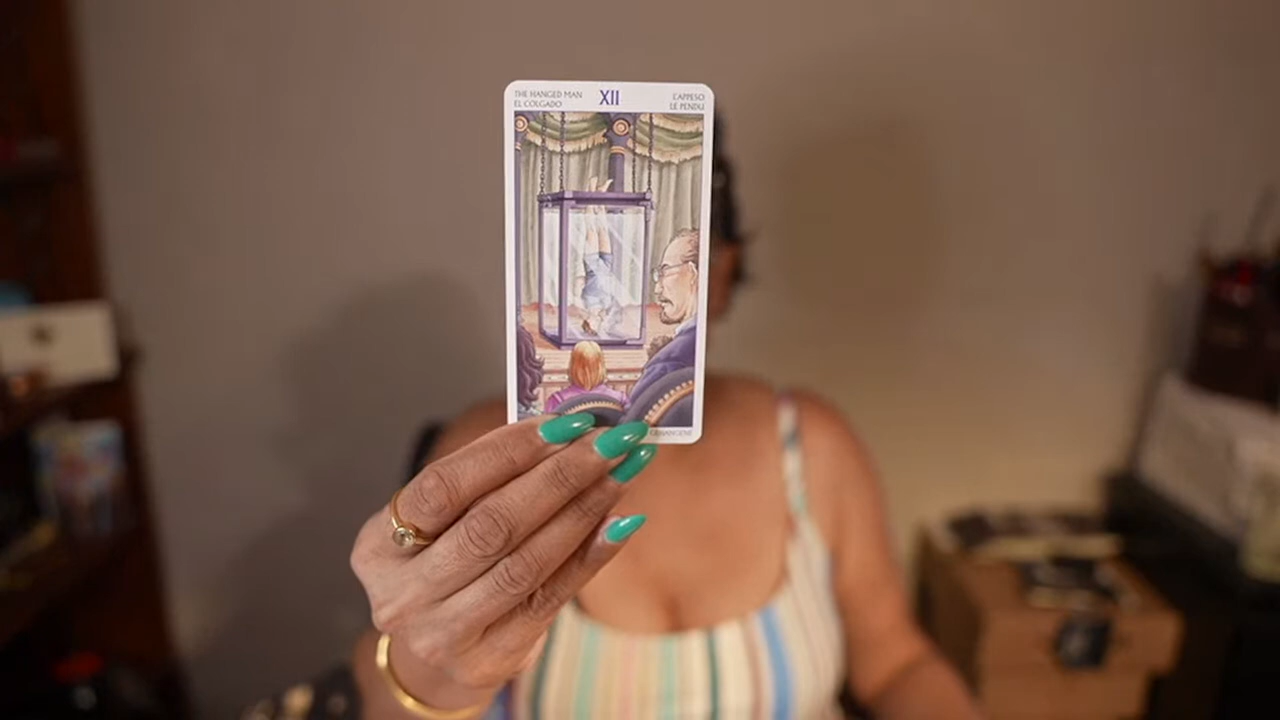 THE HANGED MAN
EL COLGADO
XII
L'APPESO
LE PENDU